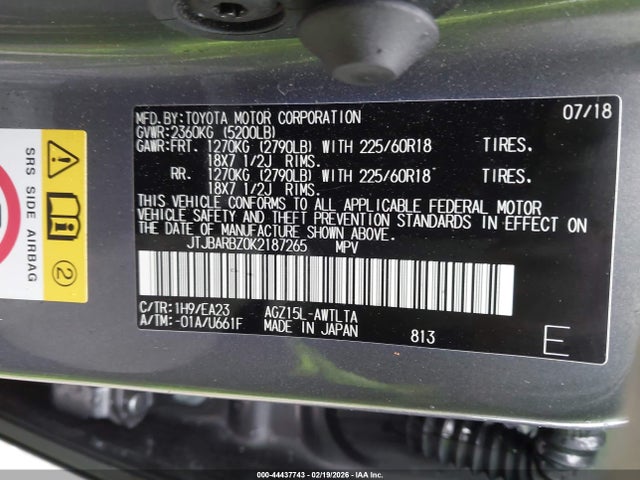 MFD.BY:TOYOTA MOTOR CORPORATION 07/18
GVWR:2360KG (5200LB)
GAWR:FRT. 1270KG (2790LB) WITH 225/60R18 TIRES.
18X7 1/2J RIMS.
RR. 1270KG (2790LB) WITH 225/60R18 TIRES.
18X7 1/2J RIMS.
THIS VEHICLE CONFORMS TO ALL APPLICABLE FEDERAL MOTOR
VEHICLE SAFETY AND THEFT PREVENTION STANDARDS IN EFFECT ON
THE DATE OF MANUFACTURE SHOWN ABOVE.
JTJBARBZ0K2187265 MPV
C/TR:1H9/EA23 AGZ15L-AWTLTA
A/TM:-01A/U661F MADE IN JAPAN 813 E
SRS SIDE AIRBAG
2
000-44437743 - 02/19/2026 - IAA Inc.